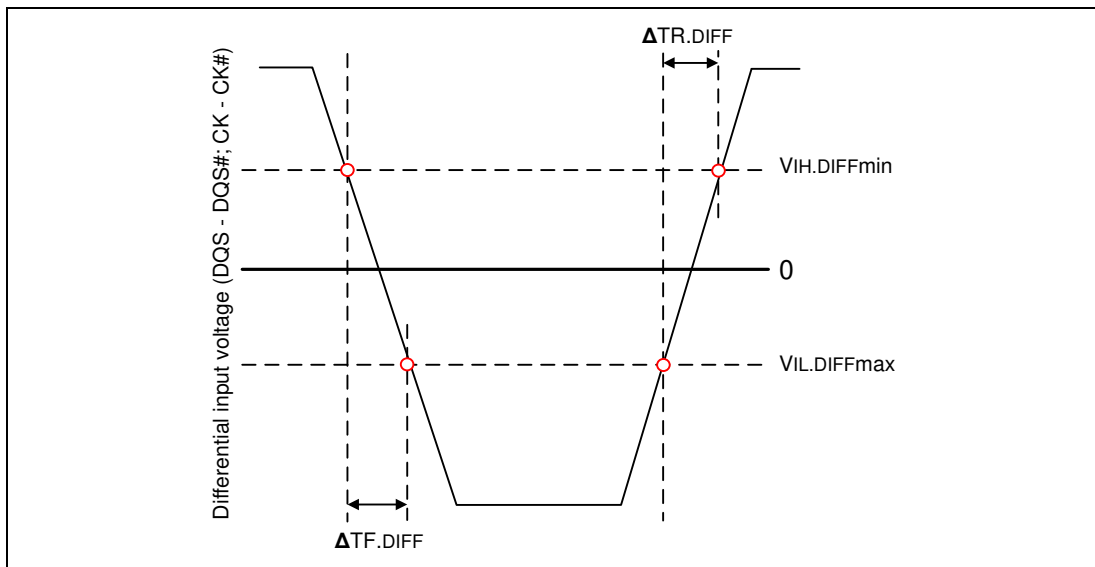 ΔTR.DIFF
Differential input voltage (DQS - DQS#; CK - CK#)
VIH.DIFFmin
0
VIL.DIFFmax
ΔTF.DIFF